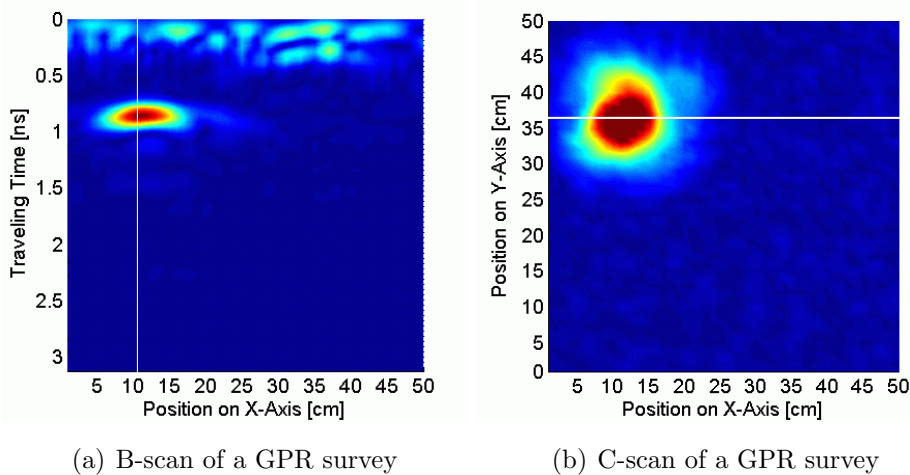 0
0.5
1
1.5
2
2.5
3
Traveling Time [ns]
5 10 15 20 25 30 35 40 45 50
Position on X-Axis [cm]
(a) B-scan of a GPR survey
50
45
40
35
30
25
20
15
10
5
0
Position on Y-Axis [cm]
5 10 15 20 25 30 35 40 45 50
Position on X-Axis [cm]
(b) C-scan of a GPR survey